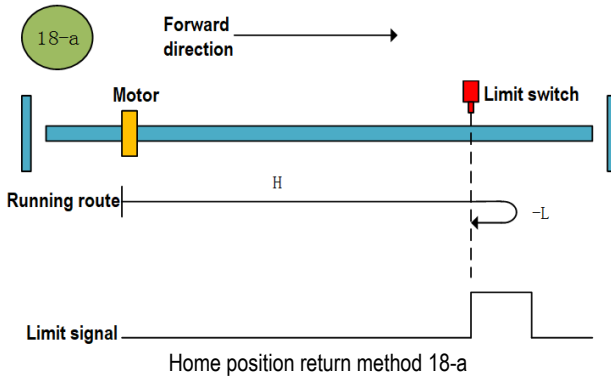 18-a
Forward
direction
Motor
Limit switch
H
Running route
-L
Limit signal
Home position return method 18-a